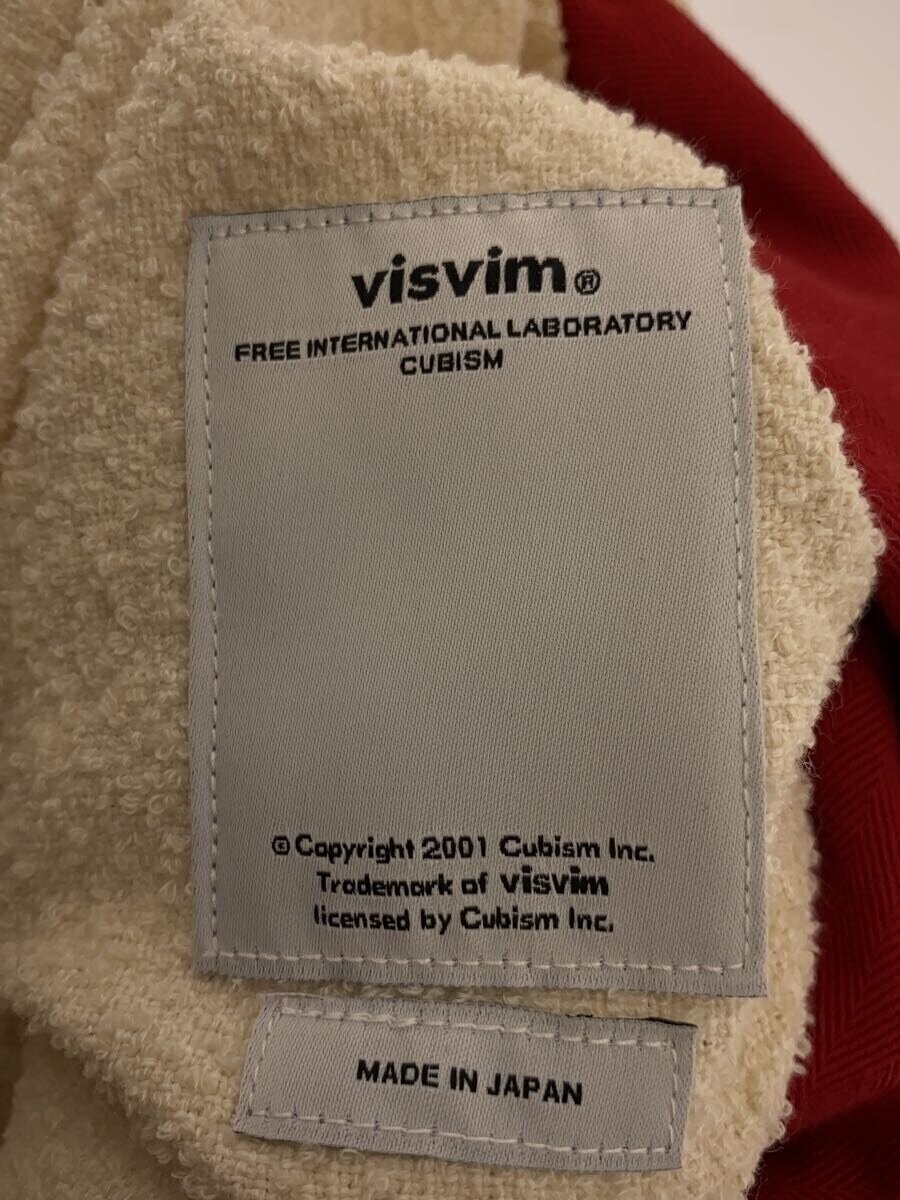 visvim®
FREE INTERNATIONAL LABORATORY
CUBISM
© Copyright 2001 Cubism Inc.
Trademark of visvim
licensed by Cubism Inc.
MADE IN JAPAN